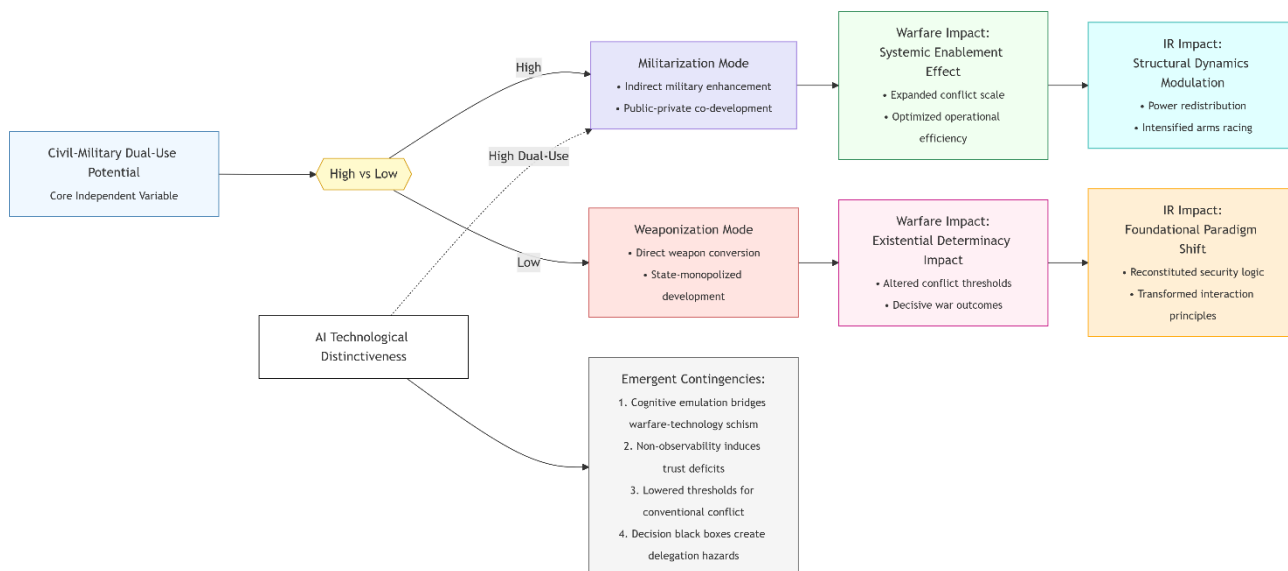 Civil-Military Dual-Use
Potential
Core Independent Variable
High vs Low
High
High Dual-Use
Low
AI Technological
Distinctiveness
Militarization Mode
• Indirect military enhancement
• Public-private co-development
Weaponization Mode
• Direct weapon conversion
• State-monopolized
development
Emergent Contingencies:
1. Cognitive emulation bridges
warfare-technology schism
2. Non-observability induces
trust deficits
3. Lowered thresholds for
conventional conflict
4. Decision black boxes create
delegation hazards
Warfare Impact:
Systemic Enablement
Effect
• Expanded conflict scale
• Optimized operational
efficiency
Warfare Impact:
Existential Determinacy
Impact
• Altered conflict thresholds
• Decisive war outcomes
IR Impact:
Structural Dynamics
Modulation
• Power redistribution
• Intensified arms racing
IR Impact:
Foundational Paradigm
Shift
• Reconstituted security logic
• Transformed interaction
principles